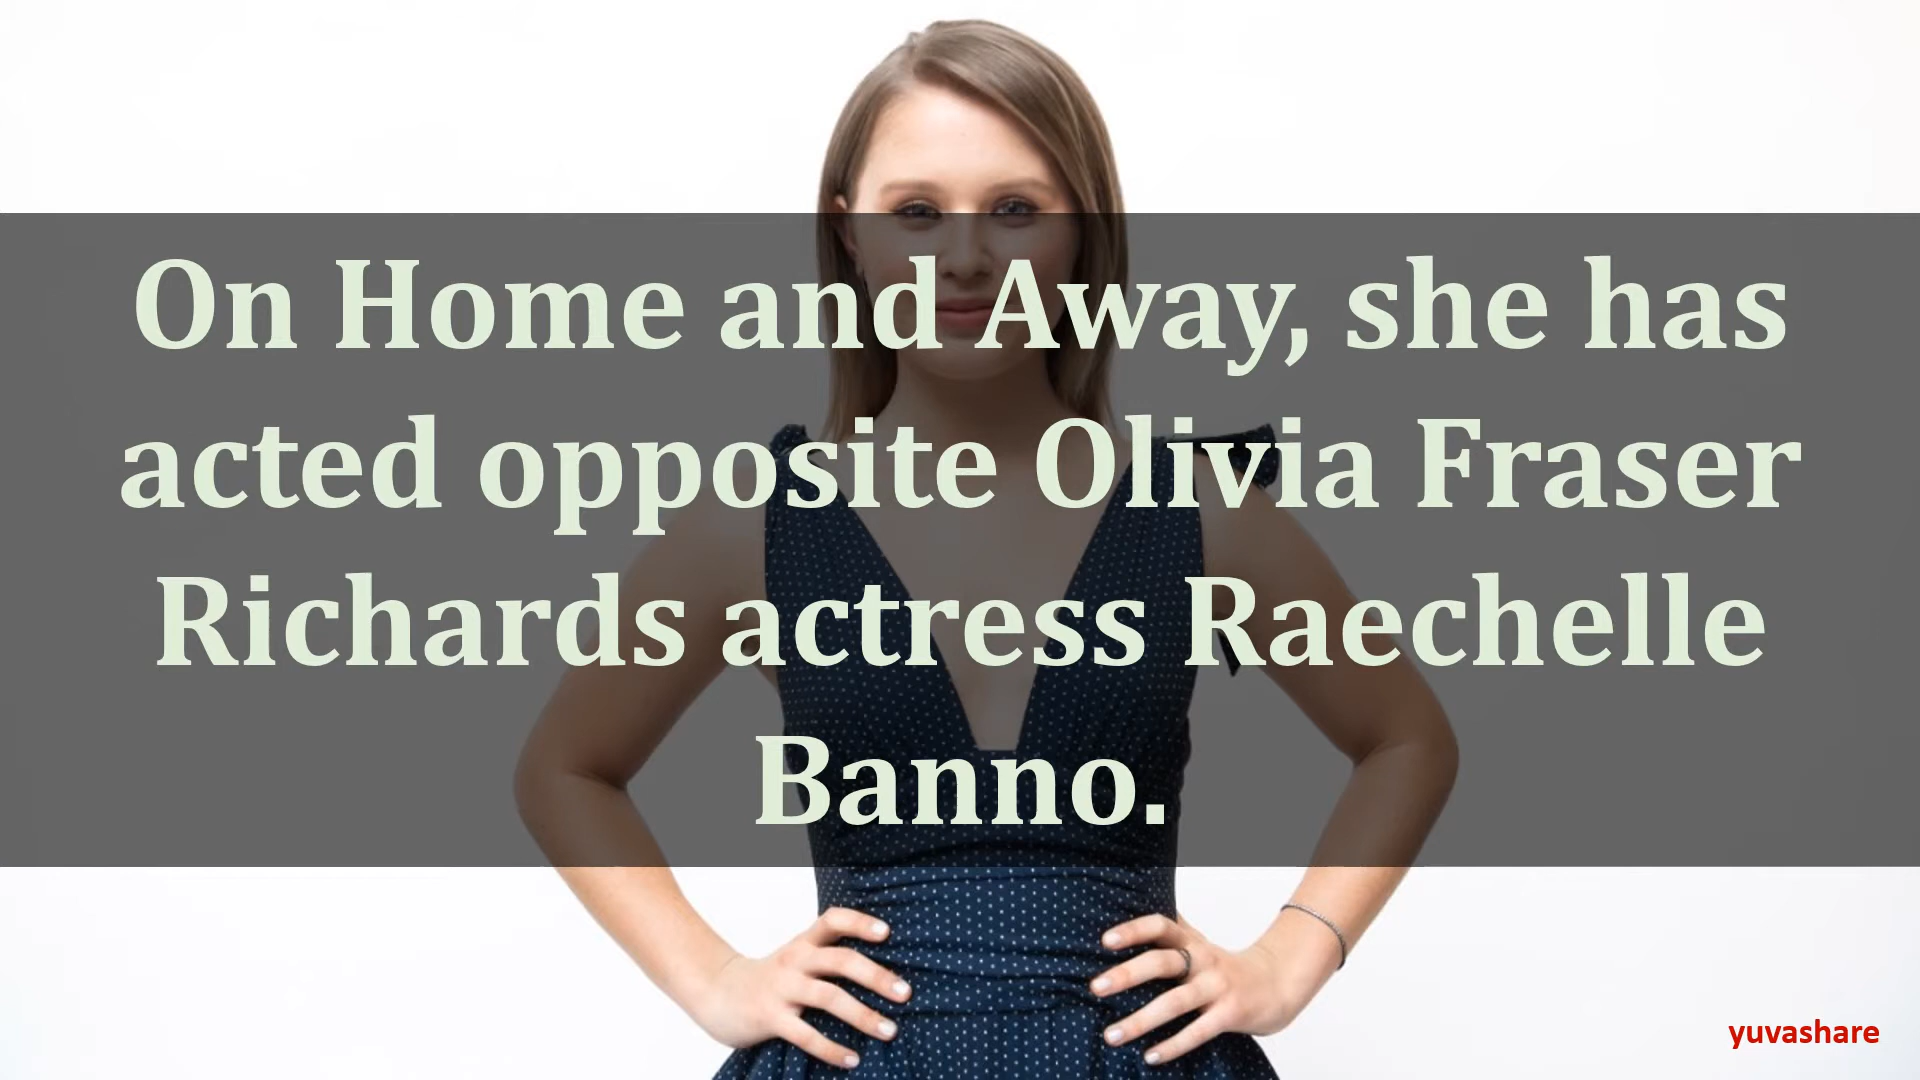 On Home and Away, she has
acted opposite Olivia Fraser
Richards actress Raechelle
Banno.
yuvashare